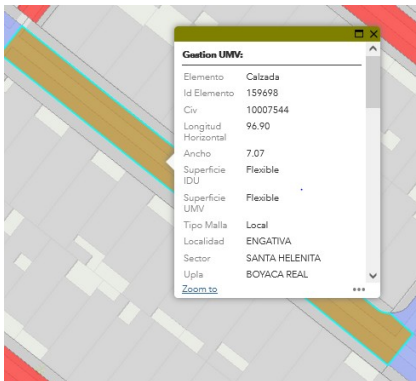 Gestion UMV:
Elemento Calzada
Id Elemento 159698
Civ 10007544
Longitud Horizontal 96.90
Ancho 7.07
Superficie IDU Flexible
Superficie UMV Flexible
Tipo Malla Local
Localidad ENGATIVA
Sector SANTA HELENITA
Upla BOYACA REAL
Zoom to